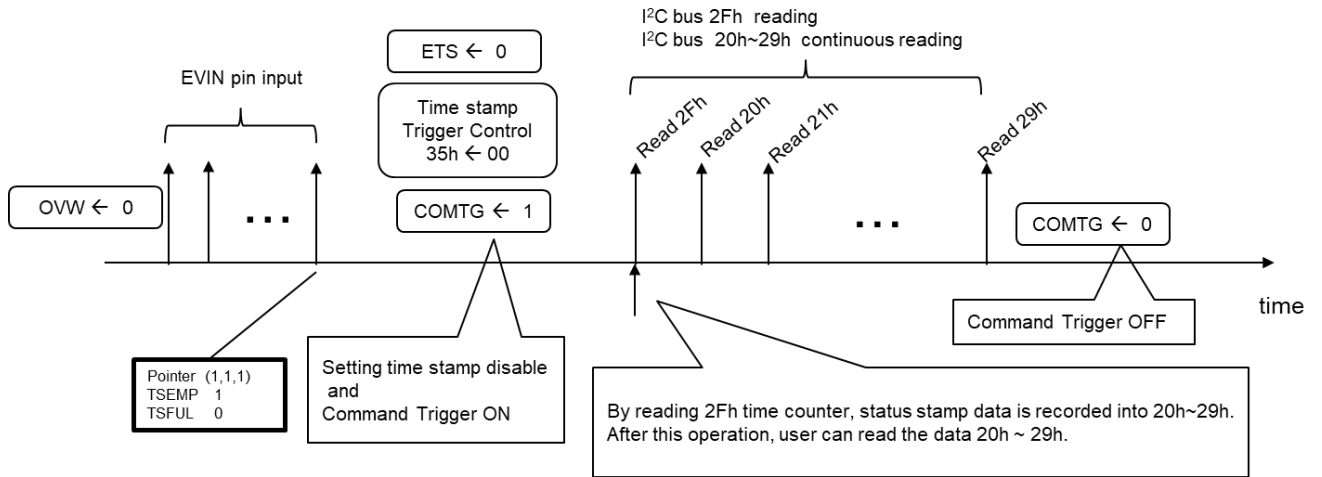 I²C bus 2Fh reading
I²C bus 20h~29h continuous reading
ETS ← 0
EVIN pin input
Time stamp
Trigger Control
35h ← 00
Read 2Fh
Read 20h
Read 21h
Read 29h
OVW ← 0
...
COMTG ← 1
...
COMTG ← 0
time
Command Trigger OFF
Pointer (1,1,1)
TSEMP 1
TSFUL 0
Setting time stamp disable
and
Command Trigger ON
By reading 2Fh time counter, status stamp data is recorded into 20h~29h.
After this operation, user can read the data 20h ~ 29h.